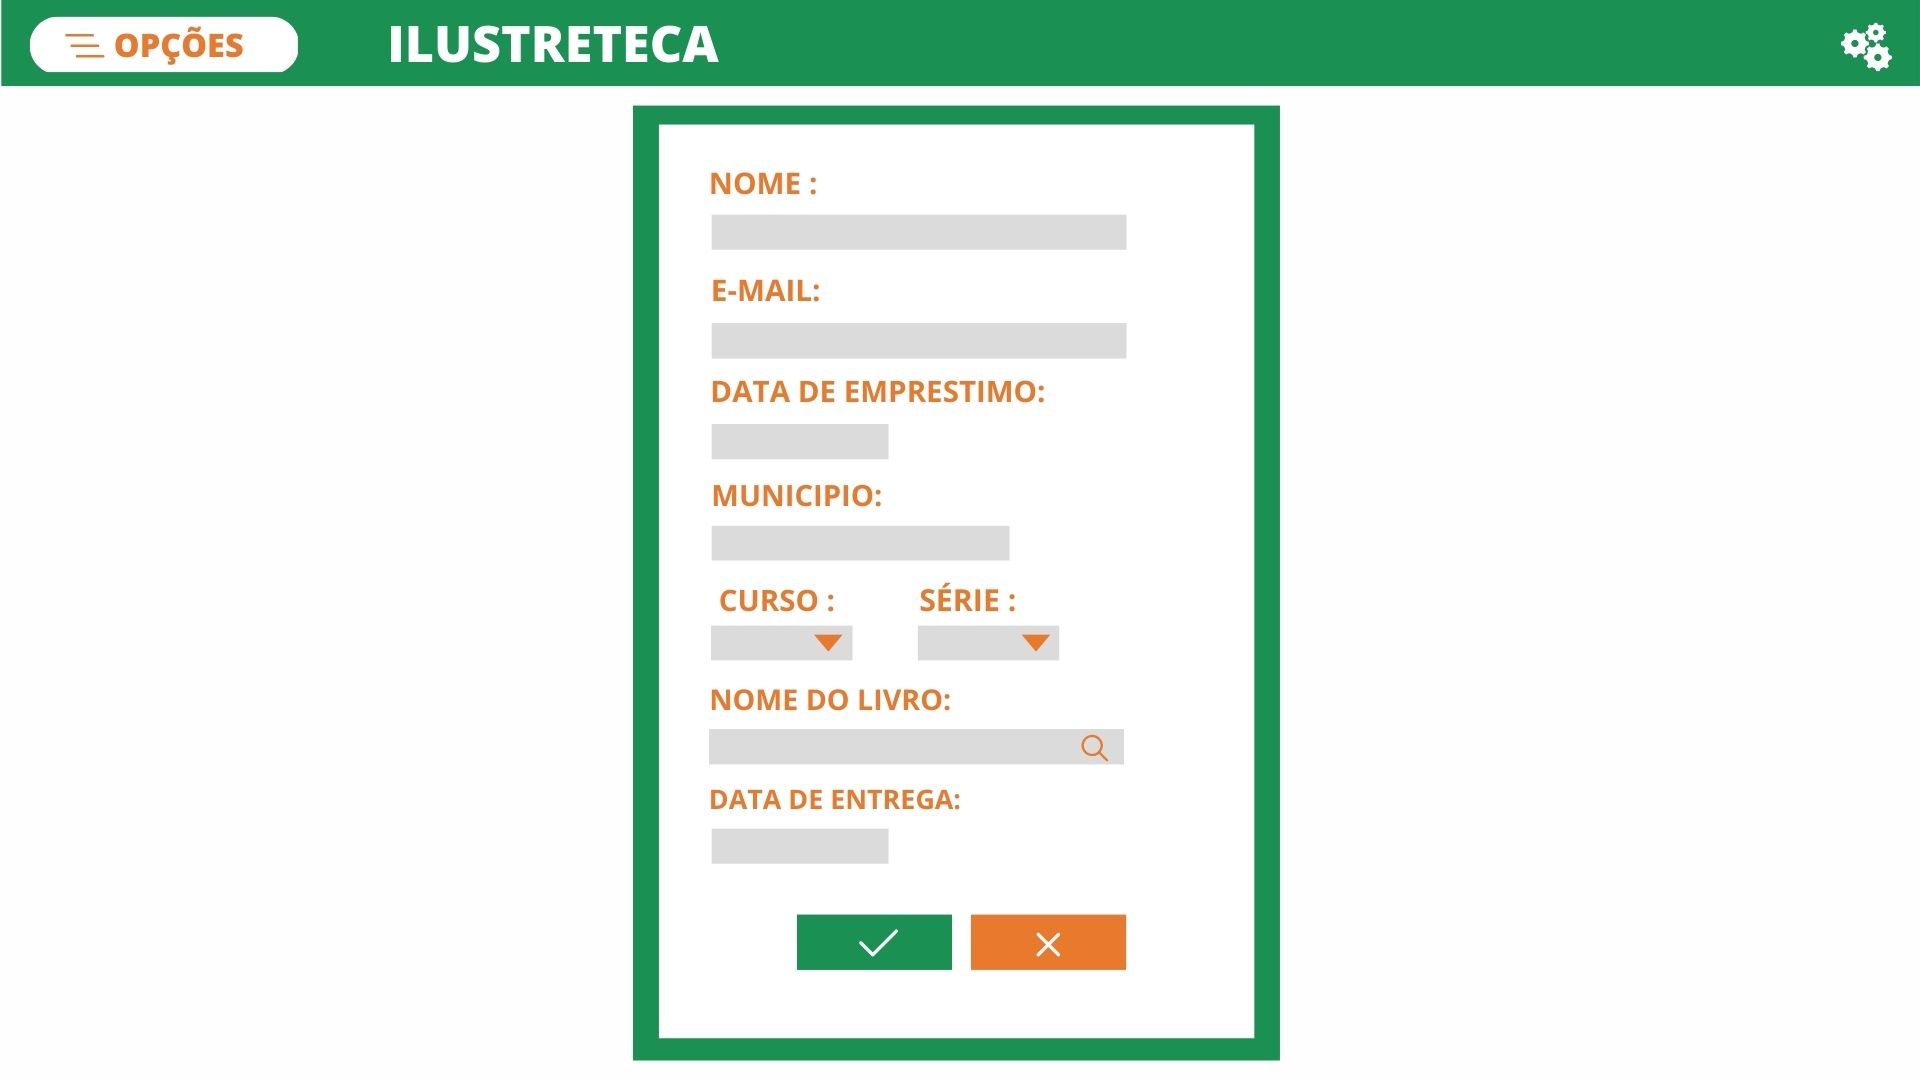 OPÇÕES
ILUSTRETECA
NOME :
E-MAIL:
DATA DE EMPRESTIMO:
MUNICIPIO:
CURSO :
SÉRIE :
NOME DO LIVRO:
DATA DE ENTREGA: